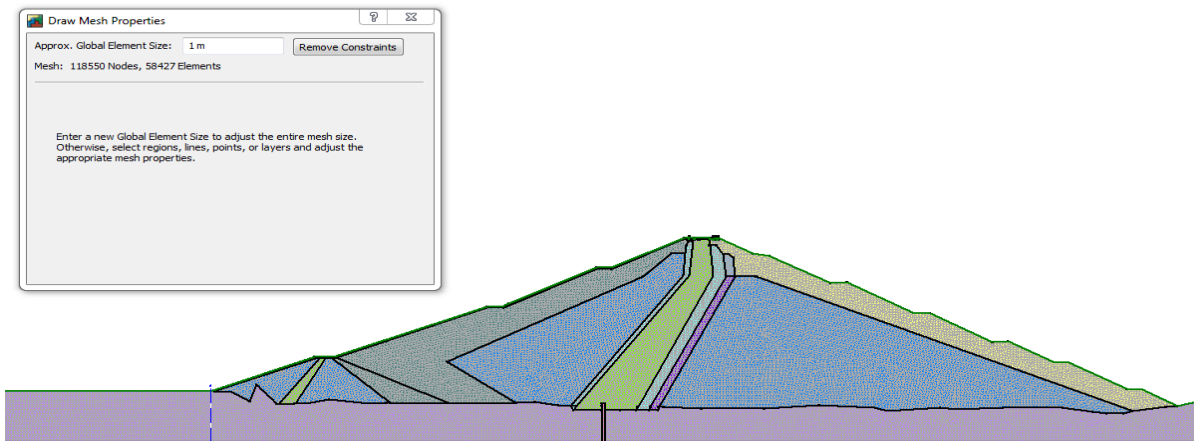 Draw Mesh Properties
Approx. Global Element Size: 1 m Remove Constraints
Mesh: 118550 Nodes, 58427 Elements
Enter a new Global Element Size to adjust the entire mesh size.
Otherwise, select regions, lines, points, or layers and adjust the
appropriate mesh properties.